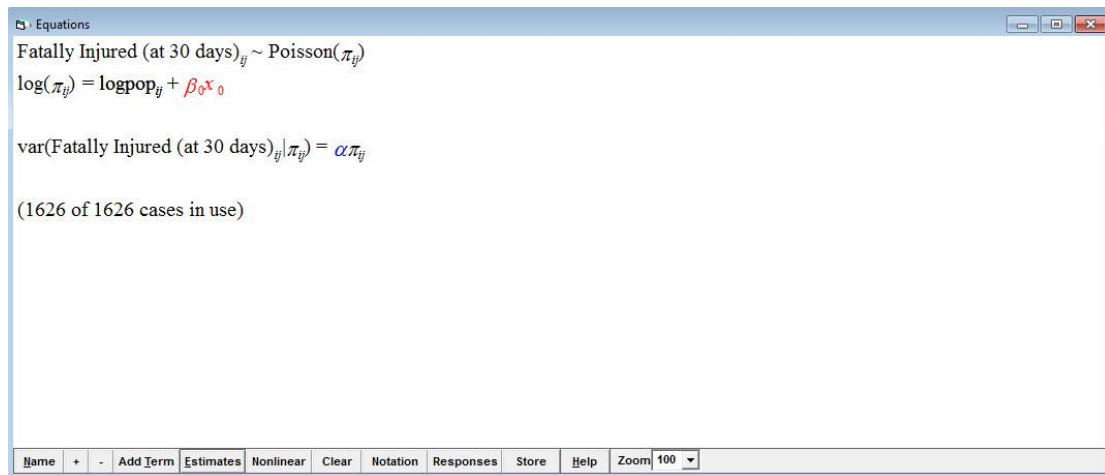 Equations
Fatally Injured (at 30 days)ij ~ Poisson(πij)
log(πij) = logpopij + β0x0
var(Fatally Injured (at 30 days)ij|πij) = απij
(1626 of 1626 cases in use)
Name + - Add Term Estimates Nonlinear Clear Notation Responses Store Help Zoom 100